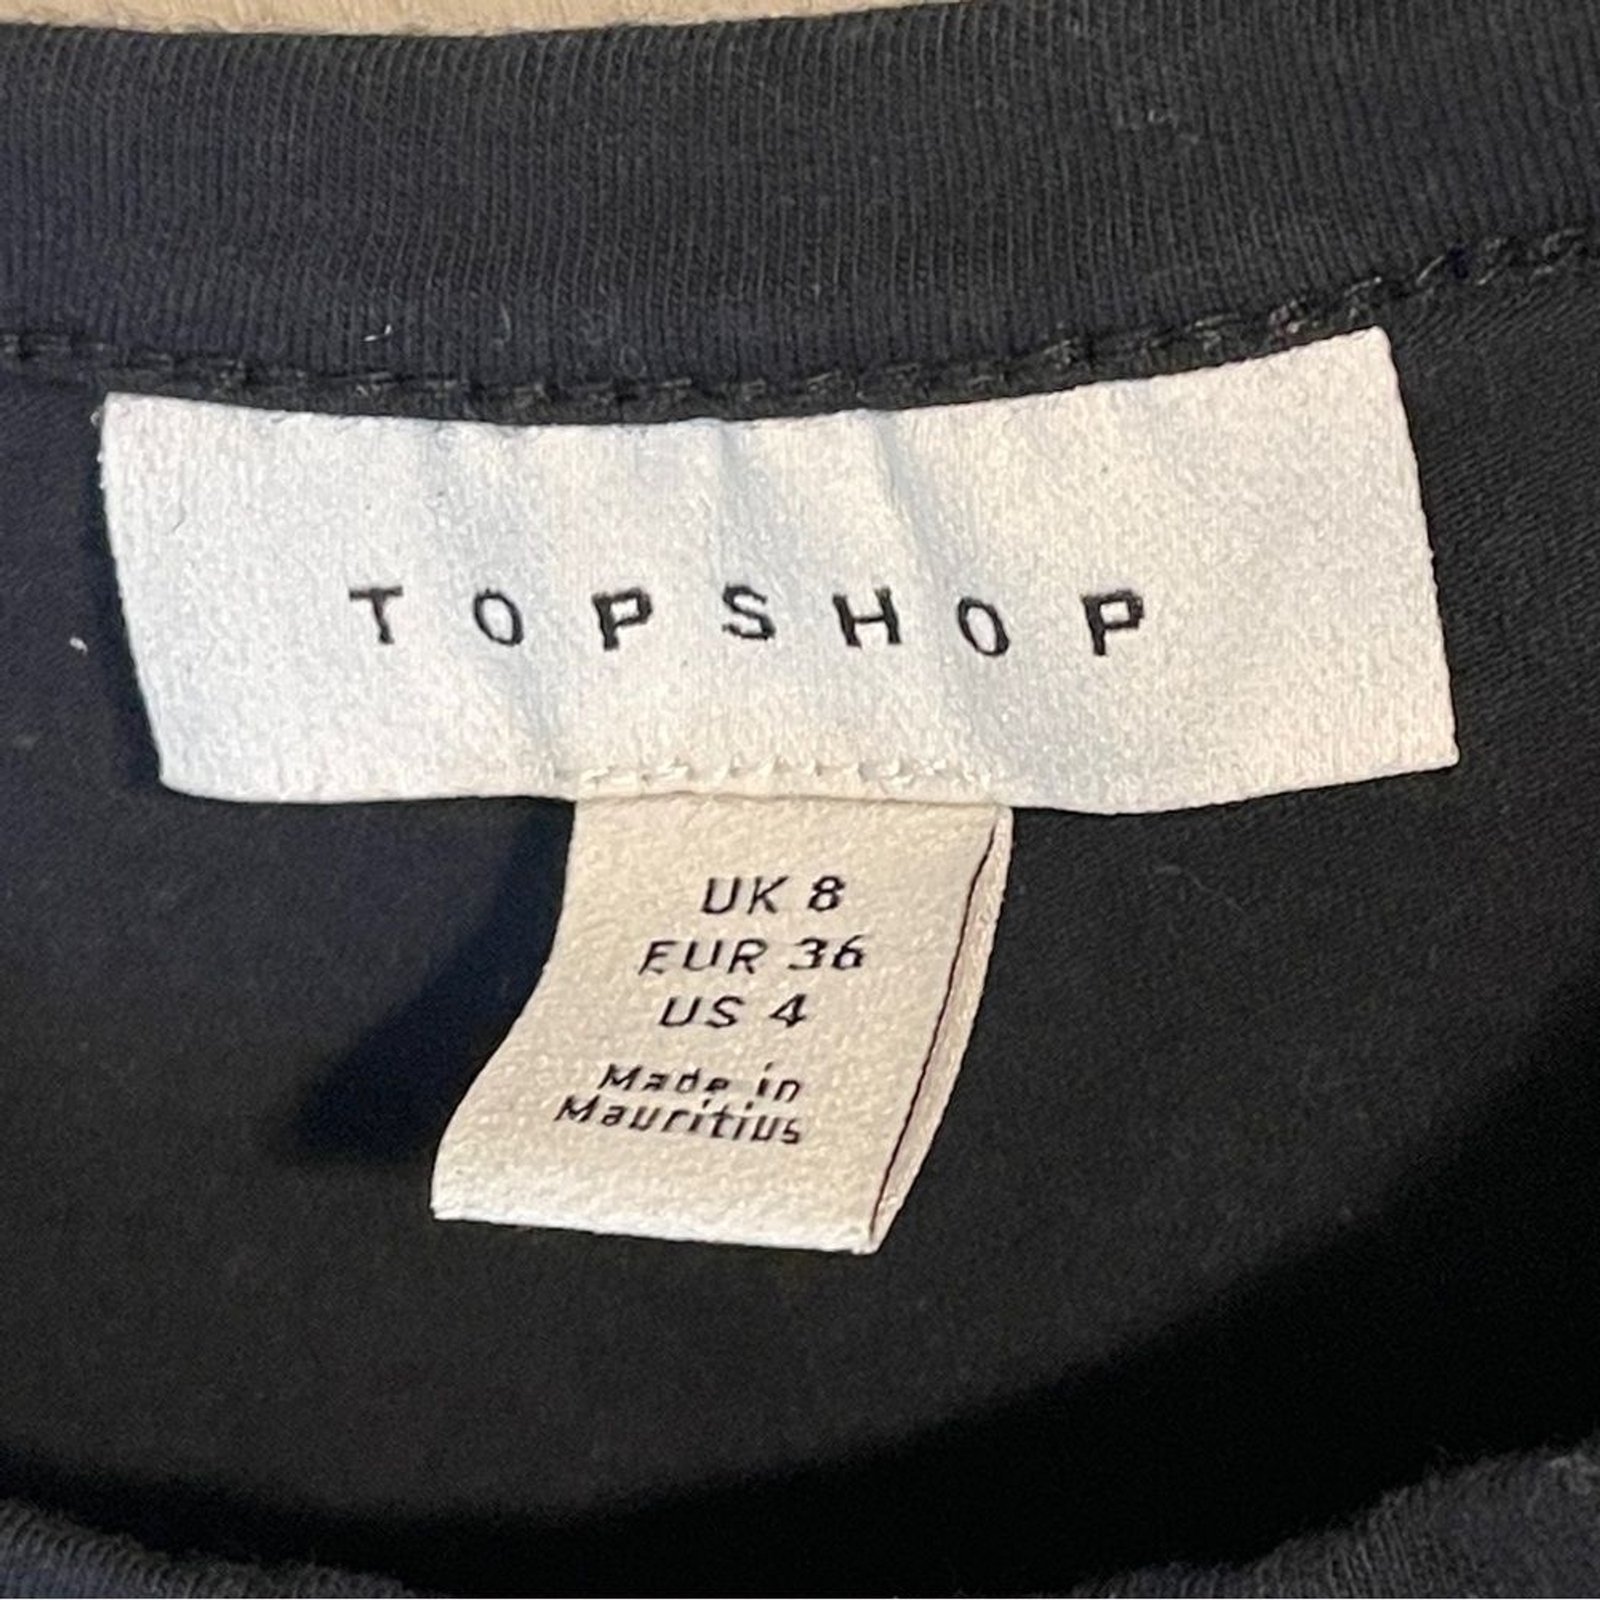 TOPSHOP
UK 8
EUR 36
US 4
Made in
Mauritius